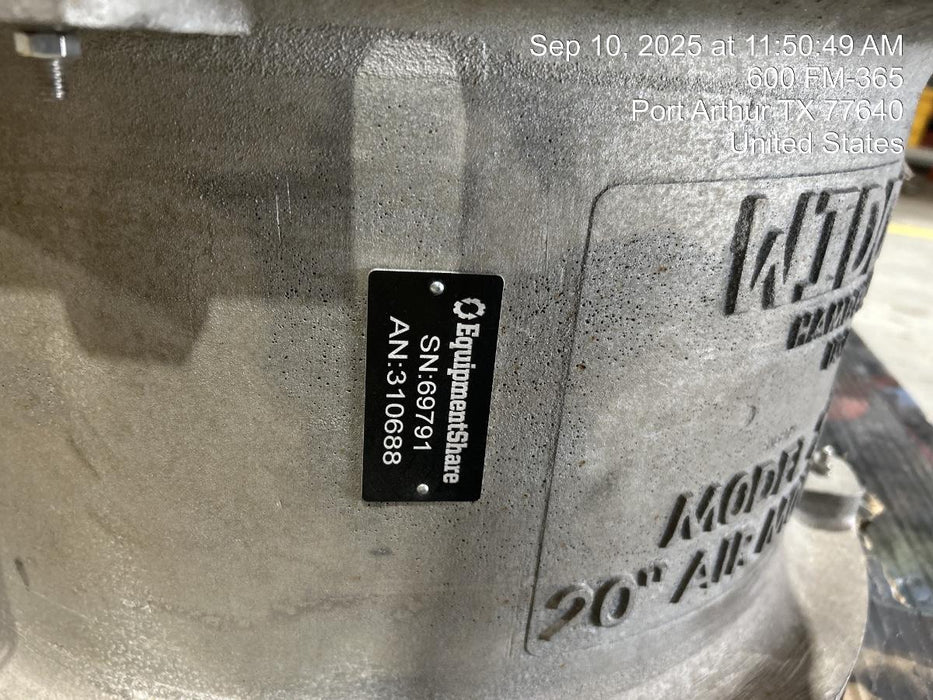 Sep 10, 2025 at 11:50:49 AM
600 FM-365
Port Arthur TX 77640
United States
EquipmentShare
SN:69791
AN:310688
MODEL
20" AIR